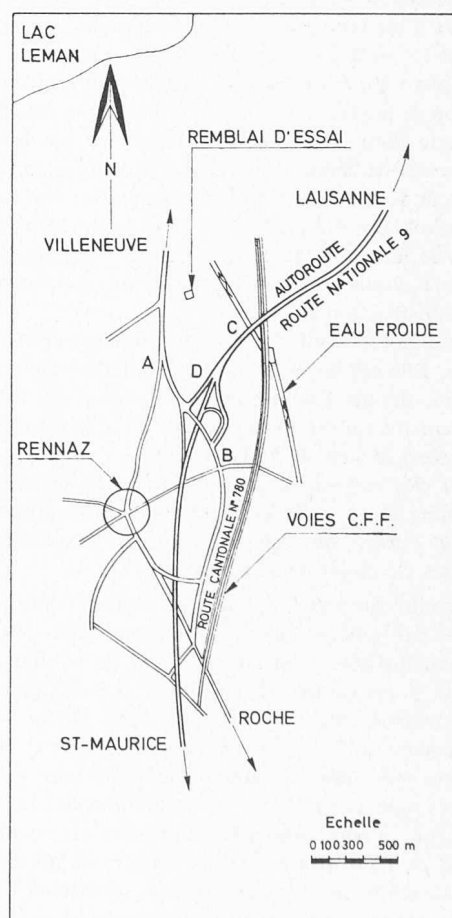 LAC
LEMAN
N
REMBLAI D'ESSAI
LAUSANNE
VILLENEUVE
AUTOROUTE
ROUTE NATIONALE 9
C
EAU FROIDE
A
D
RENNAZ
B
ROUTE CANTONALE N° 780
VOIES C.F.F.
ROCHE
ST-MAURICE
Echelle
0 100 300 500 m